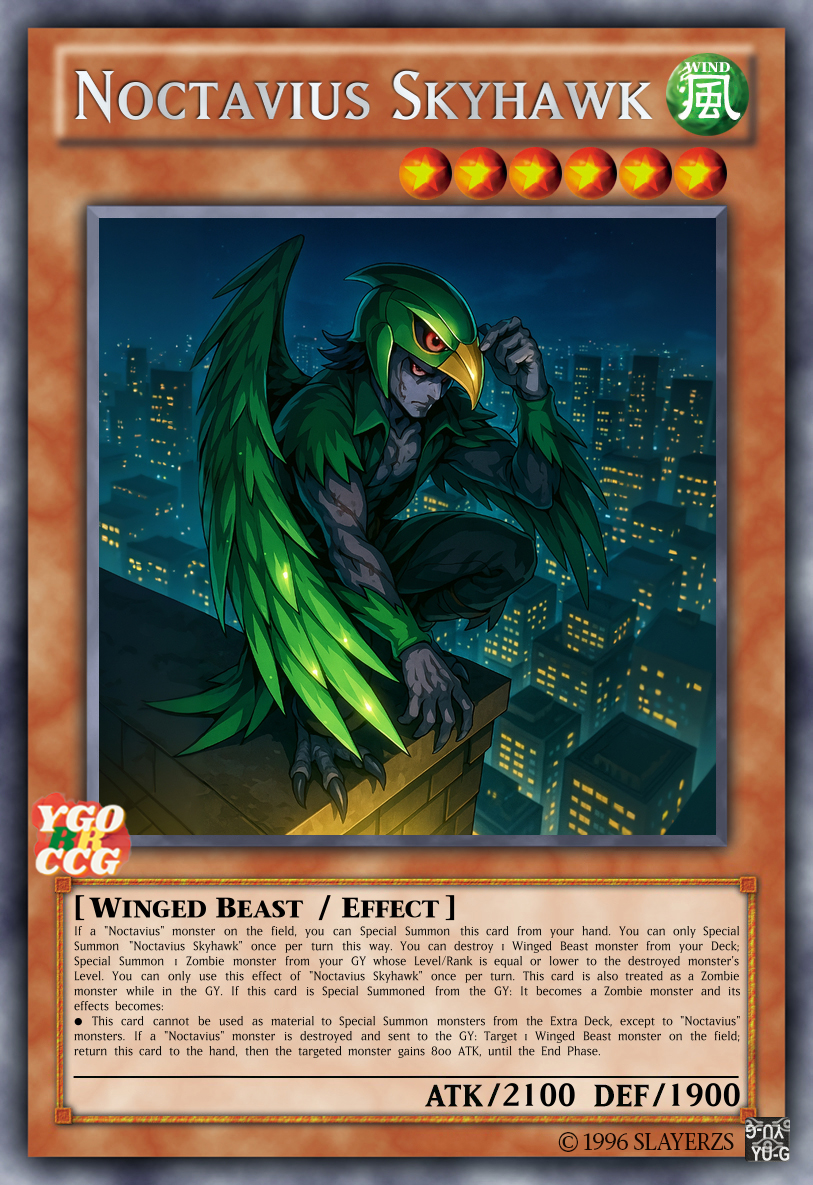 NOCTAVIUS SKYHAWK
WIND
風
YGO
RR
CCG
[ WINGED BEAST / EFFECT ]
If a "Noctavius" monster on the field, you can Special Summon this card from your hand. You can only Special
Summon "Noctavius Skyhawk" once per turn this way. You can destroy 1 Winged Beast monster from your Deck;
Special Summon 1 Zombie monster from your GY whose Level/Rank is equal or lower to the destroyed monster's
Level. You can only use this effect of "Noctavius Skyhawk" once per turn. This card is also treated as a Zombie
monster while in the GY. If this card is Special Summoned from the GY: It becomes a Zombie monster and its
effects becomes:
● This card cannot be used as material to Special Summon monsters from the Extra Deck, except to "Noctavius"
monsters. If a "Noctavius" monster is destroyed and sent to the GY: Target 1 Winged Beast monster on the field;
return this card to the hand, then the targeted monster gains 800 ATK, until the End Phase.
ATK/2100 DEF/1900
© 1996 SLAYERZS
YU-G
YU-G